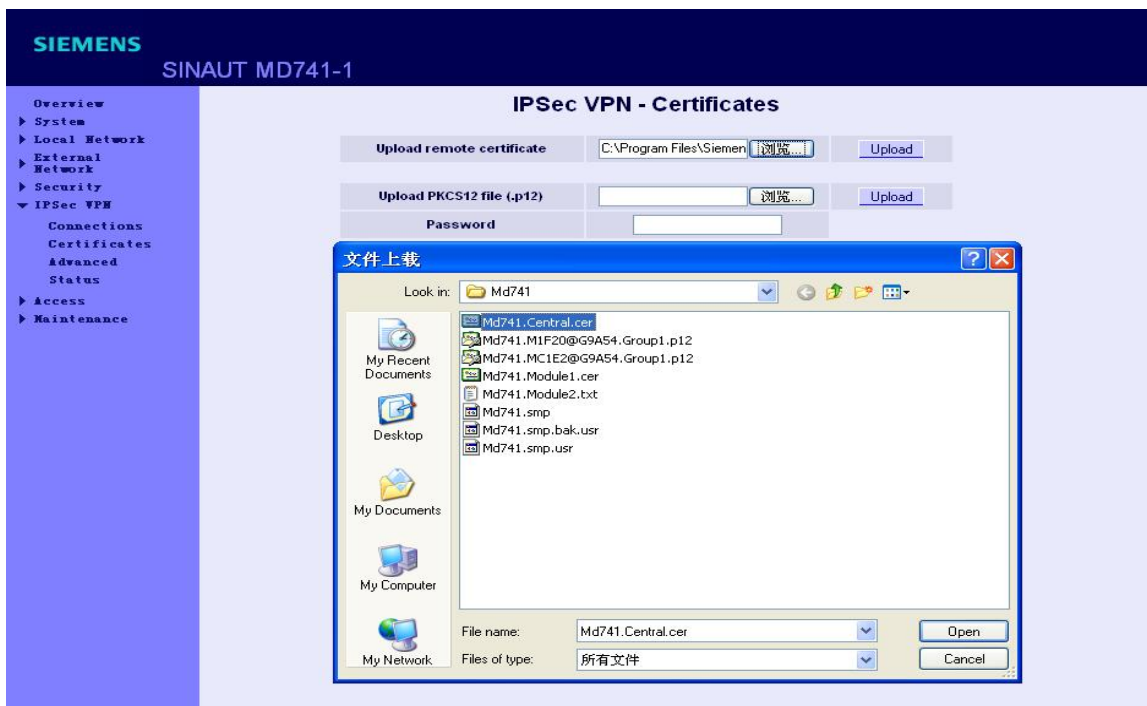 SIEMENS
SINAUT MD741-1
Overview
System
Local Network
External
Network
Security
IPSec VPN
Connections
Certificates
Advanced
Status
Access
Maintenance
IPSec VPN - Certificates
Upload remote certificate C:\Program Files\Siemen 浏览... Upload
Upload PKCS12 file (.p12) 浏览... Upload
Password
文件上载
Look in: Md741
My Recent
Documents
Desktop
My Documents
My Computer
My Network
Md741.Central.cer
Md741.M1F20@G9A54.Group1.p12
Md741.MC1E2@G9A54.Group1.p12
Md741.Module1.cer
Md741.Module2.txt
Md741.smp
Md741.smp.bak.usr
Md741.smp.usr
File name: Md741.Central.cer Open
Files of type: 所有文件 Cancel